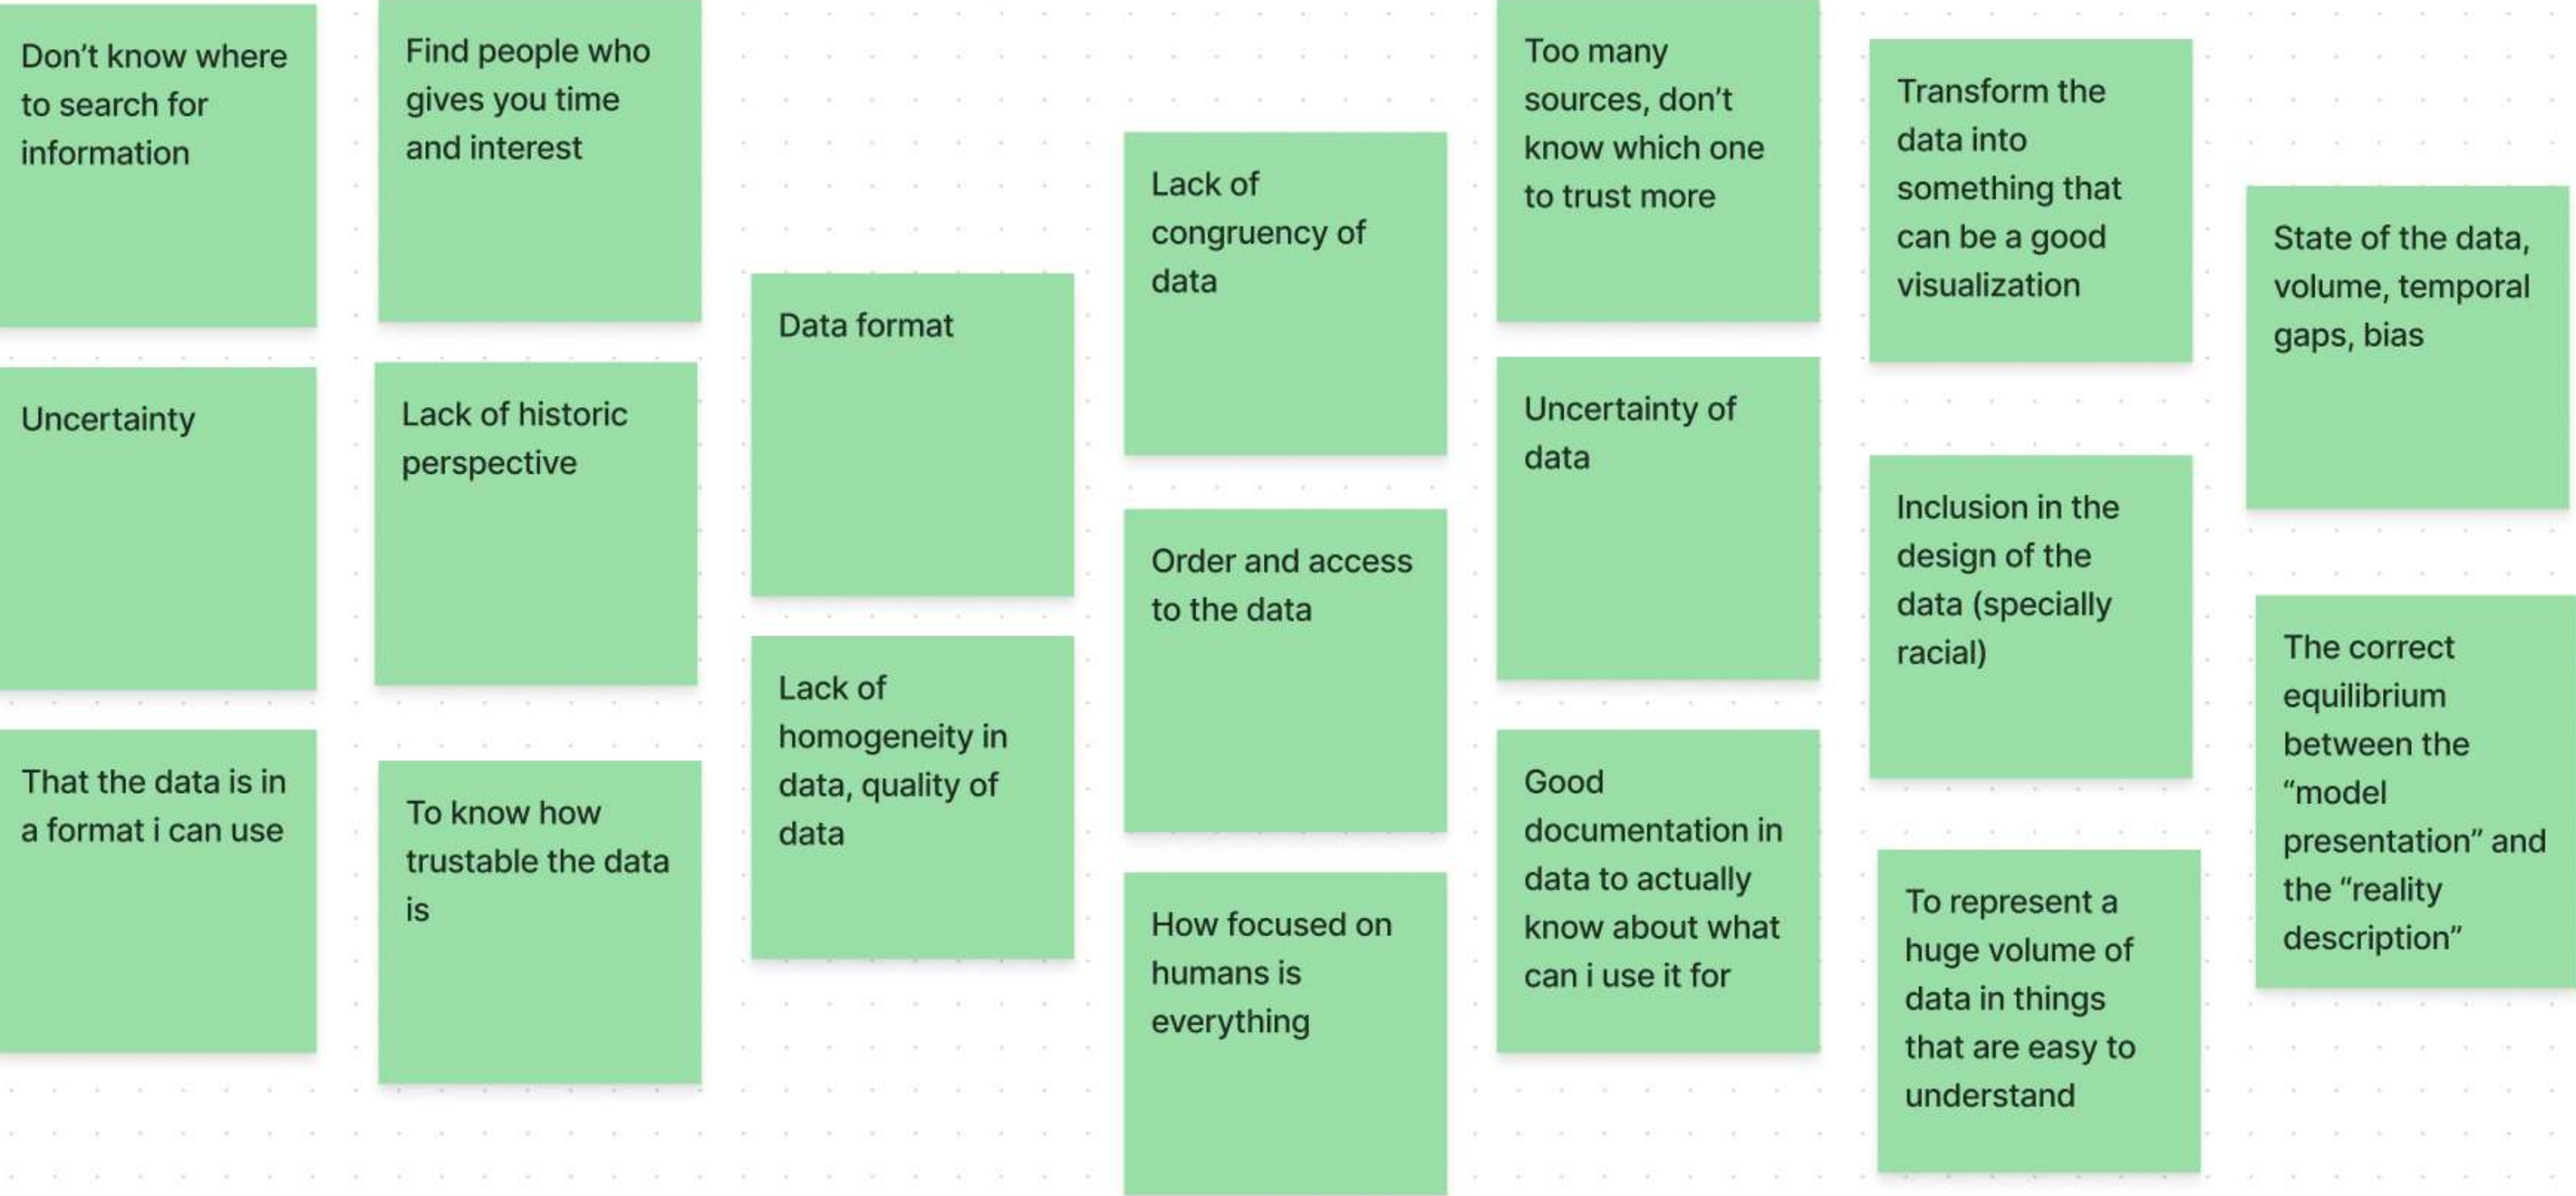 Don't know where
to search for
information
Uncertainty
That the data is in
a format i can use
Find people who
gives you time
and interest
Lack of historic
perspective
To know how
trustable the data
is
Data format
Lack of
homogeneity in
data, quality of
data
Lack of
congruency of
data
Order and access
to the data
How focused on
humans is
everything
Too many
sources, don't
know which one
to trust more
Uncertainty of
data
Good
documentation in
data to actually
know about what
can i use it for
Transform the
data into
something that
can be a good
visualization
Inclusion in the
design of the
data (specially
racial)
To represent a
huge volume of
data in things
that are easy to
understand
State of the data,
volume, temporal
gaps, bias
The correct
equilibrium
between the
“model
presentation” and
the “reality
description”